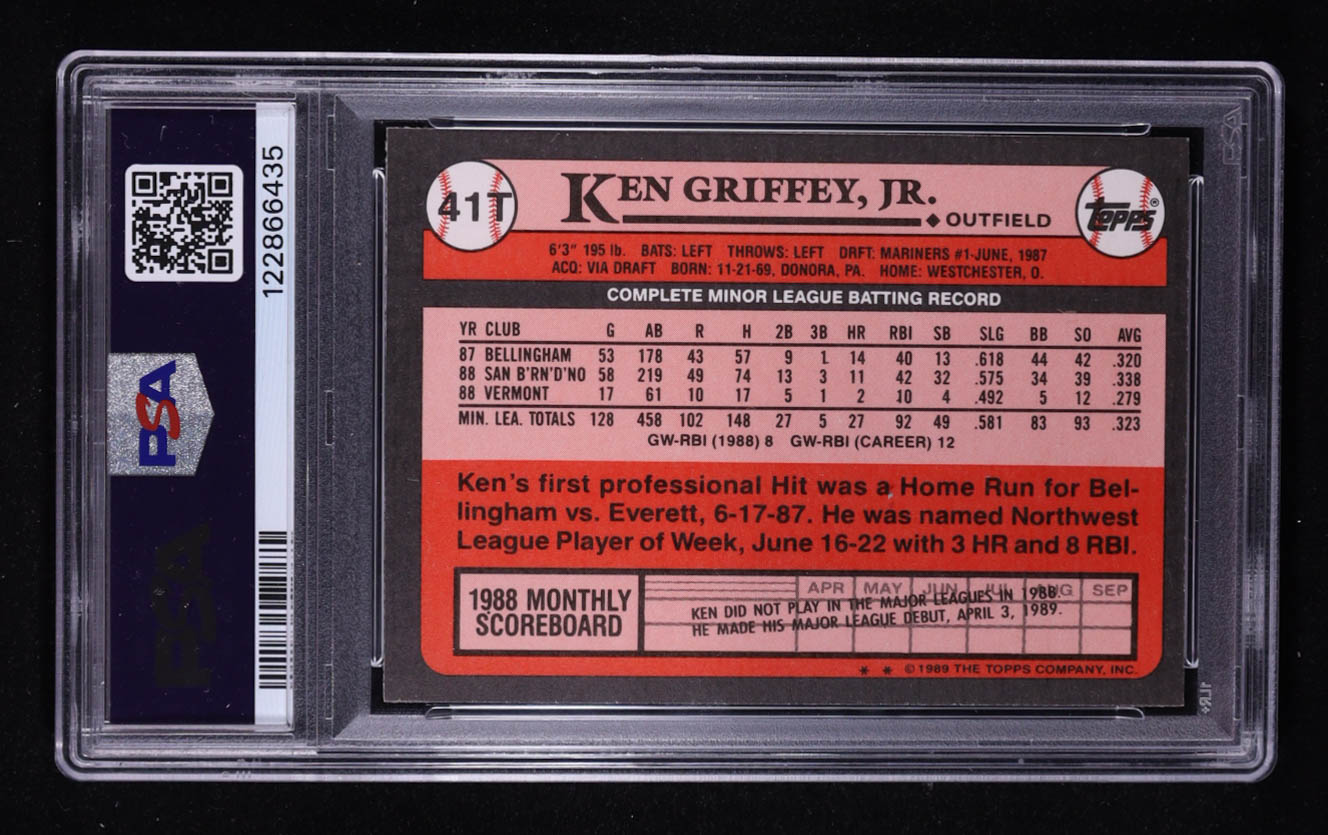 122866435
PSA
PSA
41T
KEN GRIFFEY, JR.
OUTFIELD
TOPPS®
6'3" 195 lb. BATS: LEFT THROWS: LEFT DRFT: MARINERS #1-JUNE, 1987
ACQ: VIA DRAFT BORN: 11-21-69, DONORA, PA. HOME: WESTCHESTER, O.
COMPLETE MINOR LEAGUE BATTING RECORD
YR CLUB G AB R H 2B 3B HR RBI SB SLG BB SO AVG
87 BELLINGHAM 53 178 43 57 9 1 14 40 13 .618 44 42 .320
88 SAN B'RN'D'NO 58 219 49 74 13 3 11 42 32 .575 34 39 .338
88 VERMONT 17 61 10 17 5 1 2 10 4 .492 5 12 .279
MIN. LEA. TOTALS 128 458 102 148 27 5 27 92 49 .581 83 93 .323
GW-RBI (1988) 8 GW-RBI (CAREER) 12
Ken's first professional Hit was a Home Run for Bel-
lingham vs. Everett, 6-17-87. He was named Northwest
League Player of Week, June 16-22 with 3 HR and 8 RBI.
1988 MONTHLY
SCOREBOARD
APR MAY JUN JUL AUG SEP
KEN DID NOT PLAY IN THE MAJOR LEAGUES IN 1988.
HE MADE HIS MAJOR LEAGUE DEBUT, APRIL 3, 1989.
* * ©1989 THE TOPPS COMPANY, INC.